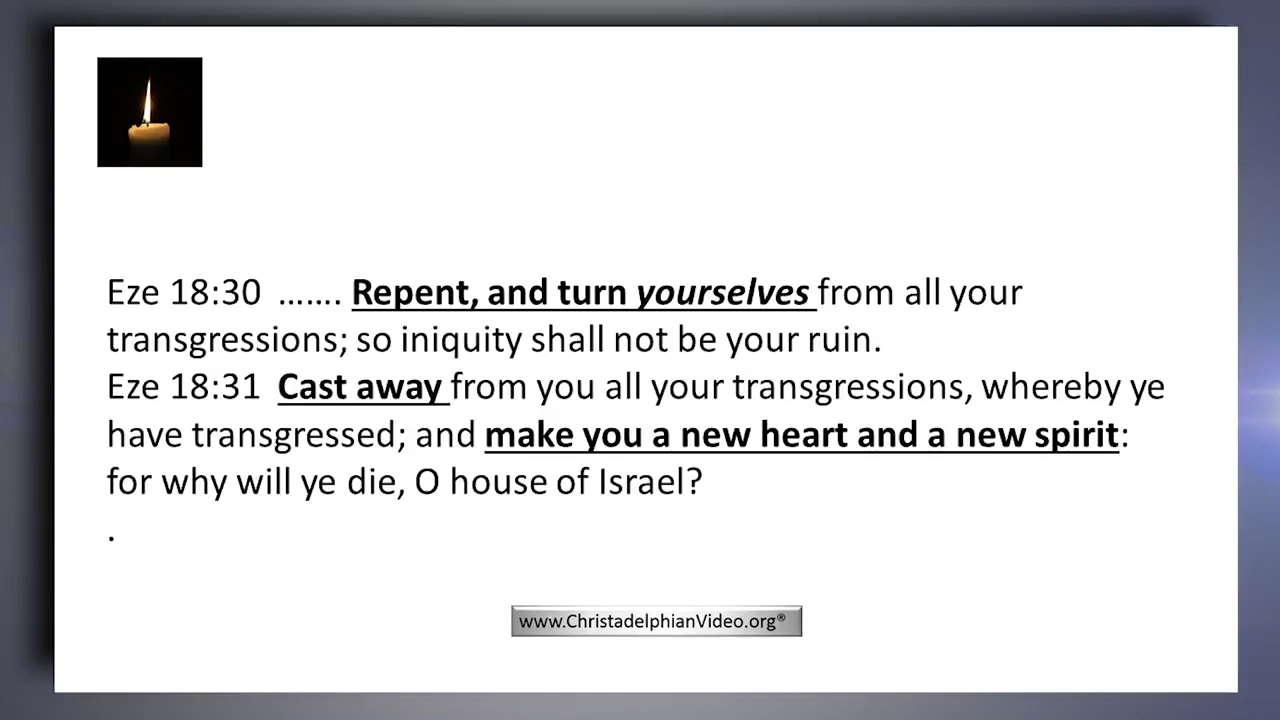 Eze 18:30  ……. Repent, and turn yourselves from all your
transgressions; so iniquity shall not be your ruin.
Eze 18:31  Cast away from you all your transgressions, whereby ye
have transgressed; and make you a new heart and a new spirit:
for why will ye die, O house of Israel?
.
www.ChristadelphianVideo.org®